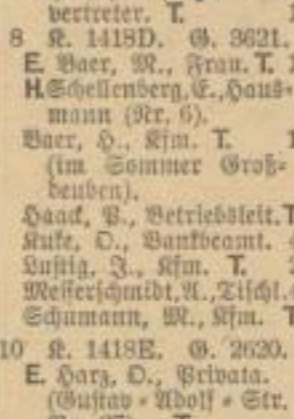 vertreter. T.
8 K. 1418D. G. 3621.
E. Baer, M., Frau. T.
H. Schellenberg, E., Haus-
mann (Nr. 6).
Baer, H., Kfm. T.
(im Sommer Groß-
deuben).
Haack, P., Betriebsleit. T
Kuke, O., Bankbeamt.
Lustig, J., Kfm. T.
Messerschmidt, R., Tischl.
Schumann, M., Kfm. T
10 K. 1418E. G. 2620.
E. Harz, O., Privata.
(Gustav-Adolf-Str.